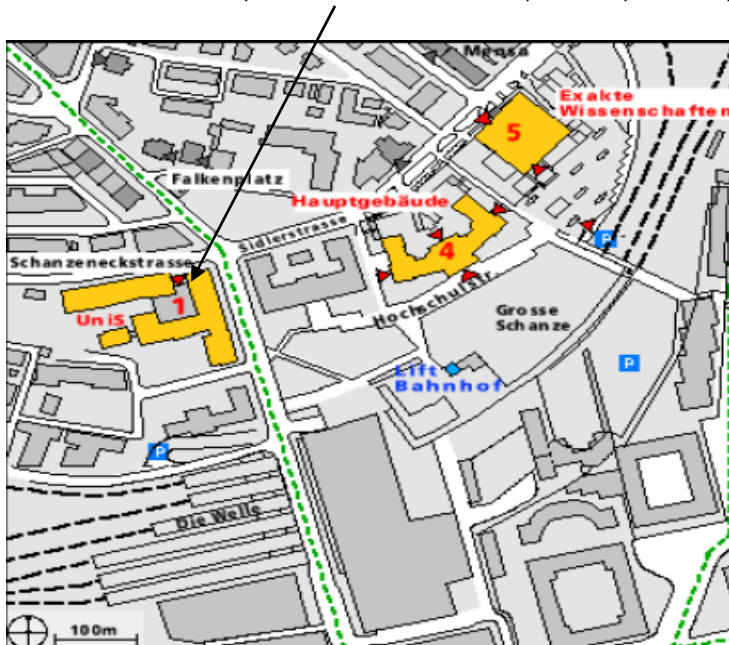 Mensa
Exakte
Wissenschaften
5
Falkenplatz
Hauptgebäude
Sidlerstrasse
4
Schanzeneckstrasse
P
1
UniS
Hochschulstr.
Grosse
Schanze
Lift
Bahnhof
P
P
Die Welle
100m